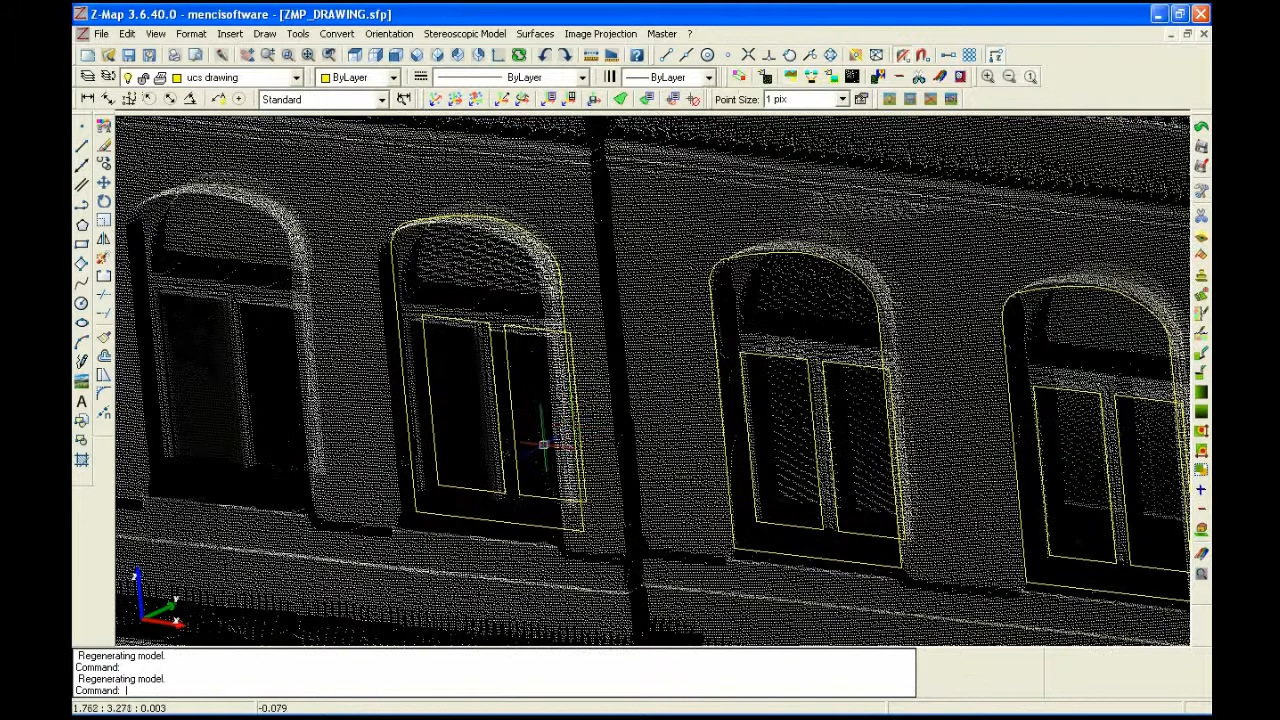 Z-Map 3.6.40.0 - mencisoftware - [ZMP_DRAWING.sfp]
File Edit View Format Insert Draw Tools Convert Orientation Stereoscopic Model Surfaces Image Projection Master ?
ucs drawing ByLayer ByLayer ByLayer
Standard Point Size: 1 pix
A
Z Y X
Regenerating model.
Command:
Regenerating model.
Command:
1.762 : 3.271 : 0.003 -0.079